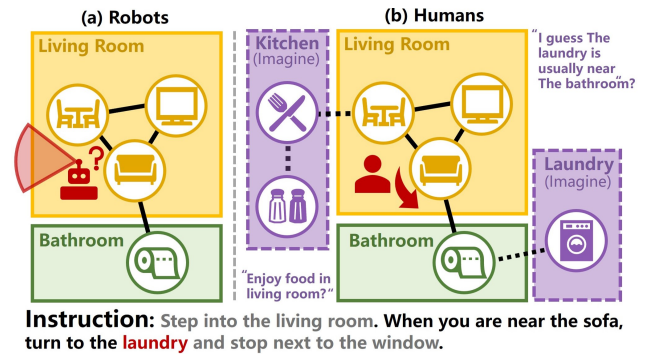 (a) Robots
(b) Humans
Living Room
?
Bathroom
Kitchen
(Imagine)
Living Room
"I guess The
laundry is
usually near
The bathroom"?
Laundry
(Imagine)
Bathroom
"Enjoy food in
living room?"
Instruction: Step into the living room. When you are near the sofa,
turn to the laundry and stop next to the window.